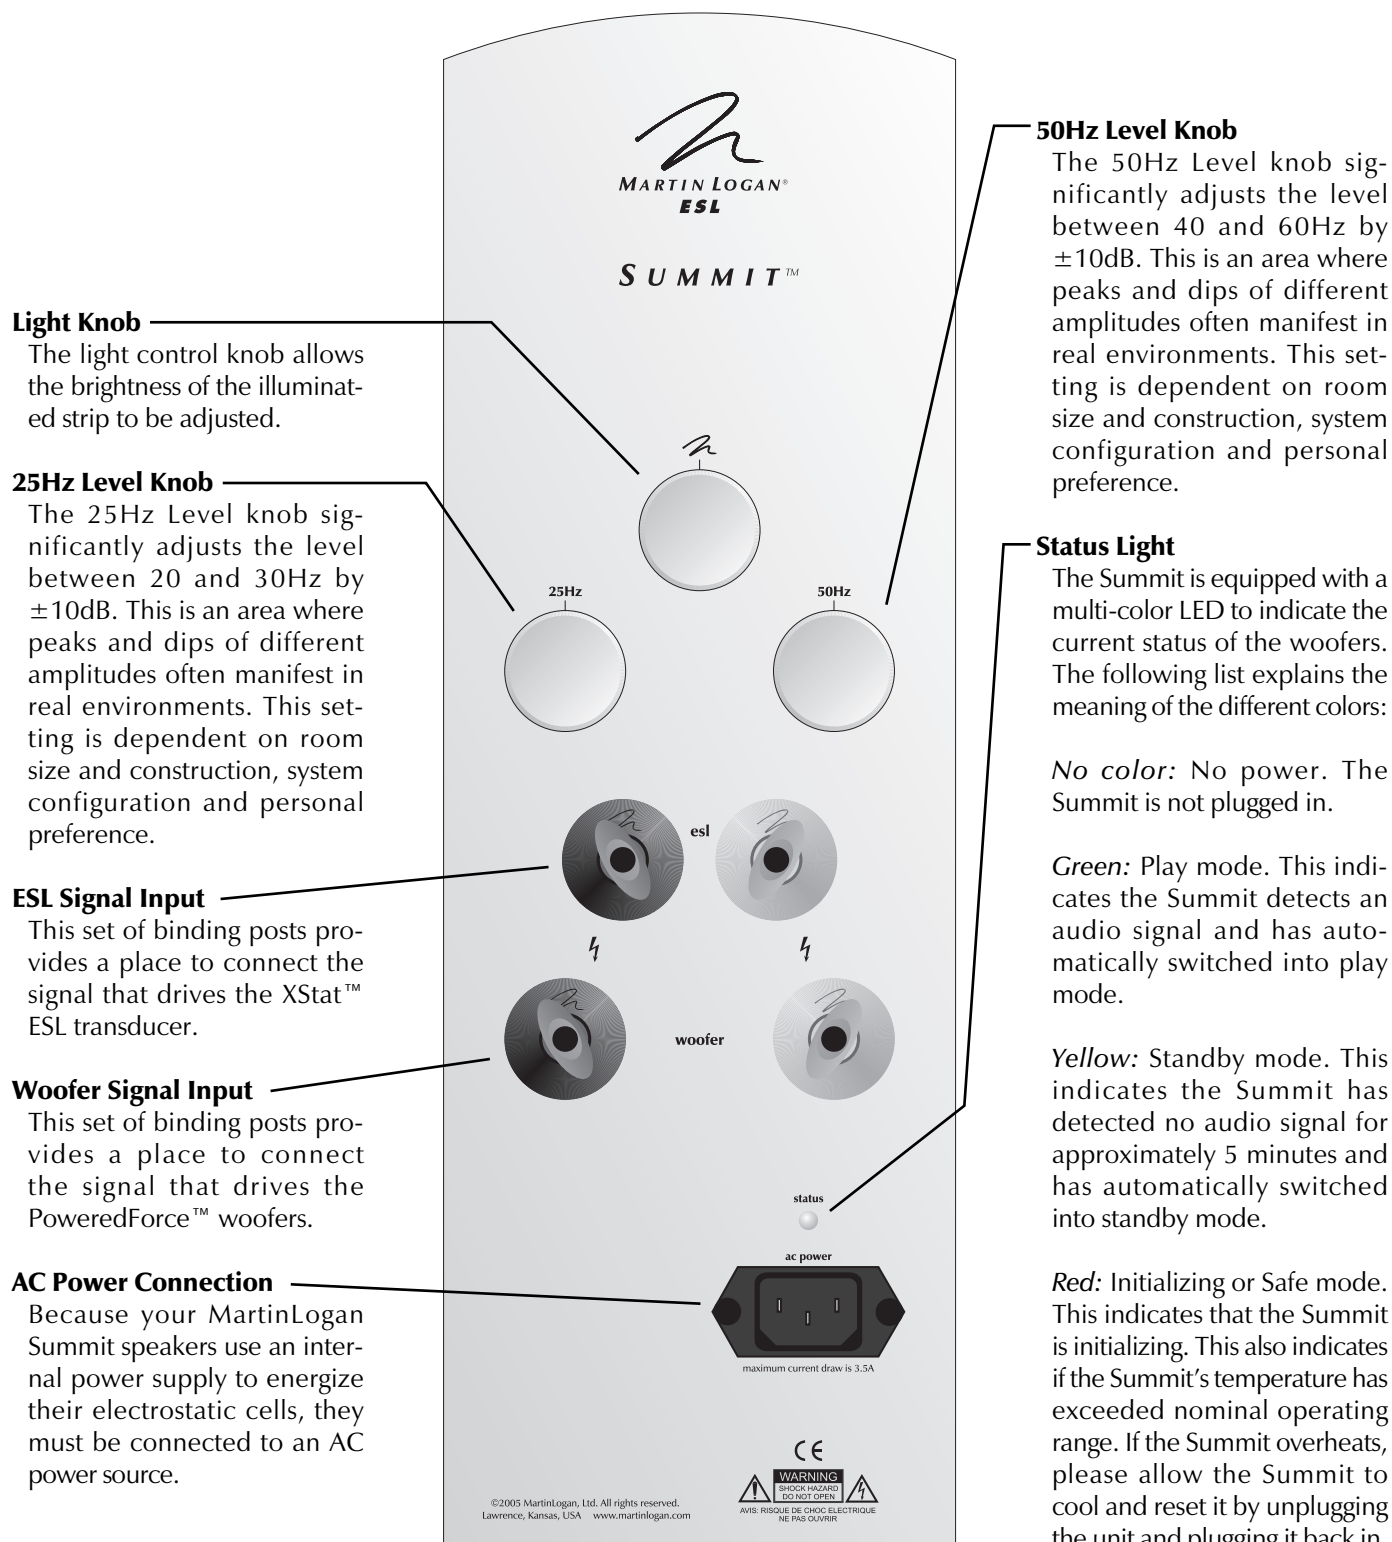 MARTIN LOGAN®
ESL
SUMMIT™
Light Knob
The light control knob allows
the brightness of the illuminat-
ed strip to be adjusted.
25Hz Level Knob
The 25Hz Level knob sig-
nificantly adjusts the level
between 20 and 30Hz by
±10dB. This is an area where
peaks and dips of different
amplitudes often manifest in
real environments. This set-
ting is dependent on room
size and construction, system
configuration and personal
preference.
ESL Signal Input
This set of binding posts pro-
vides a place to connect the
signal that drives the XStat™
ESL transducer.
Woofer Signal Input
This set of binding posts pro-
vides a place to connect
the signal that drives the
PoweredForce™ woofers.
AC Power Connection
Because your MartinLogan
Summit speakers use an inter-
nal power supply to energize
their electrostatic cells, they
must be connected to an AC
power source.
25Hz
50Hz
esl
woofer
status
ac power
maximum current draw is 3.5A
CE
WARNING
SHOCK HAZARD
DO NOT OPEN
AVIS: RISQUE DE CHOC ELECTRIQUE
NE PAS OUVRIR
©2005 MartinLogan, Ltd. All rights reserved.
Lawrence, Kansas, USA www.martinlogan.com
50Hz Level Knob
The 50Hz Level knob sig-
nificantly adjusts the level
between 40 and 60Hz by
±10dB. This is an area where
peaks and dips of different
amplitudes often manifest in
real environments. This set-
ting is dependent on room
size and construction, system
configuration and personal
preference.
Status Light
The Summit is equipped with a
multi-color LED to indicate the
current status of the woofers.
The following list explains the
meaning of the different colors:
No color: No power. The
Summit is not plugged in.
Green: Play mode. This indi-
cates the Summit detects an
audio signal and has auto-
matically switched into play
mode.
Yellow: Standby mode. This
indicates the Summit has
detected no audio signal for
approximately 5 minutes and
has automatically switched
into standby mode.
Red: Initializing or Safe mode.
This indicates that the Summit
is initializing. This also indicates
if the Summit's temperature has
exceeded nominal operating
range. If the Summit overheats,
please allow the Summit to
cool and reset it by unplugging
the unit and plugging it back in.